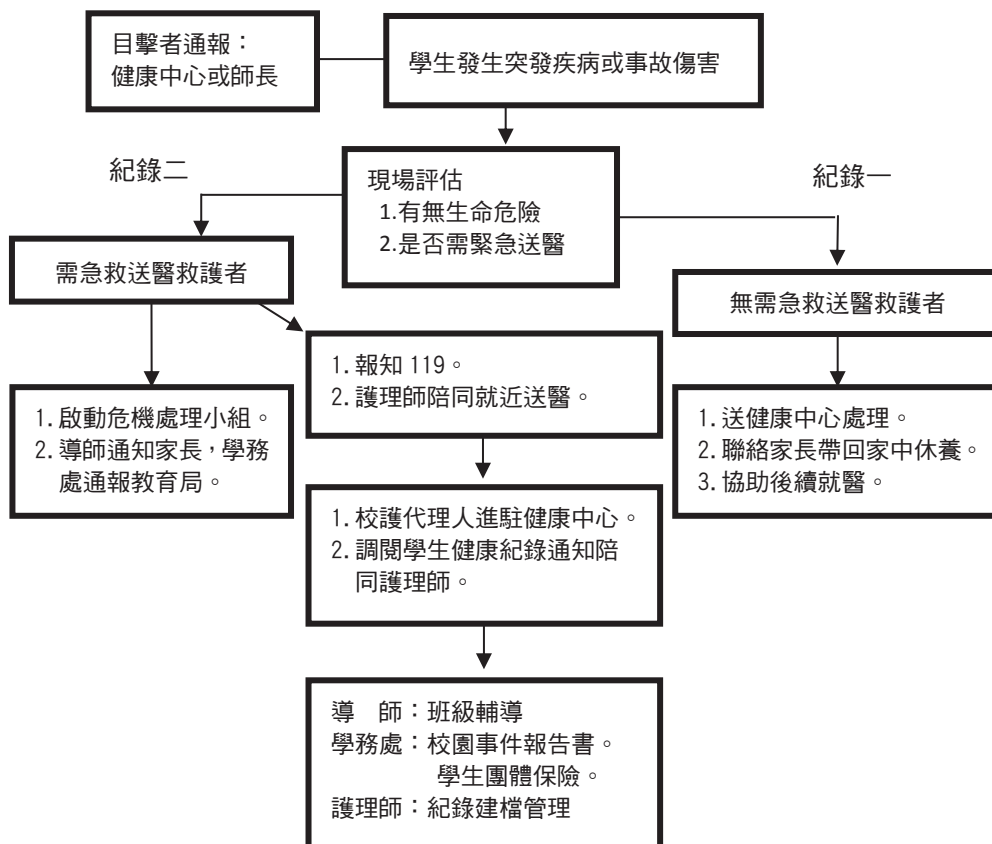 目擊者通報：
健康中心或師長
學生發生突發疾病或事故傷害
紀錄二
現場評估
1.有無生命危險
2.是否需緊急送醫
紀錄一
需急救送醫救護者
無需急救送醫救護者
1. 報知 119。
2. 護理師陪同就近送醫。
1. 啟動危機處理小組。
2. 導師通知家長，學務
處通報教育局。
1. 送健康中心處理。
2. 聯絡家長帶回家中休養。
3. 協助後續就醫。
1. 校護代理人進駐健康中心。
2. 調閱學生健康紀錄通知陪
同護理師。
導　師：班級輔導
學務處：校園事件報告書。
學生團體保險。
護理師：紀錄建檔管理